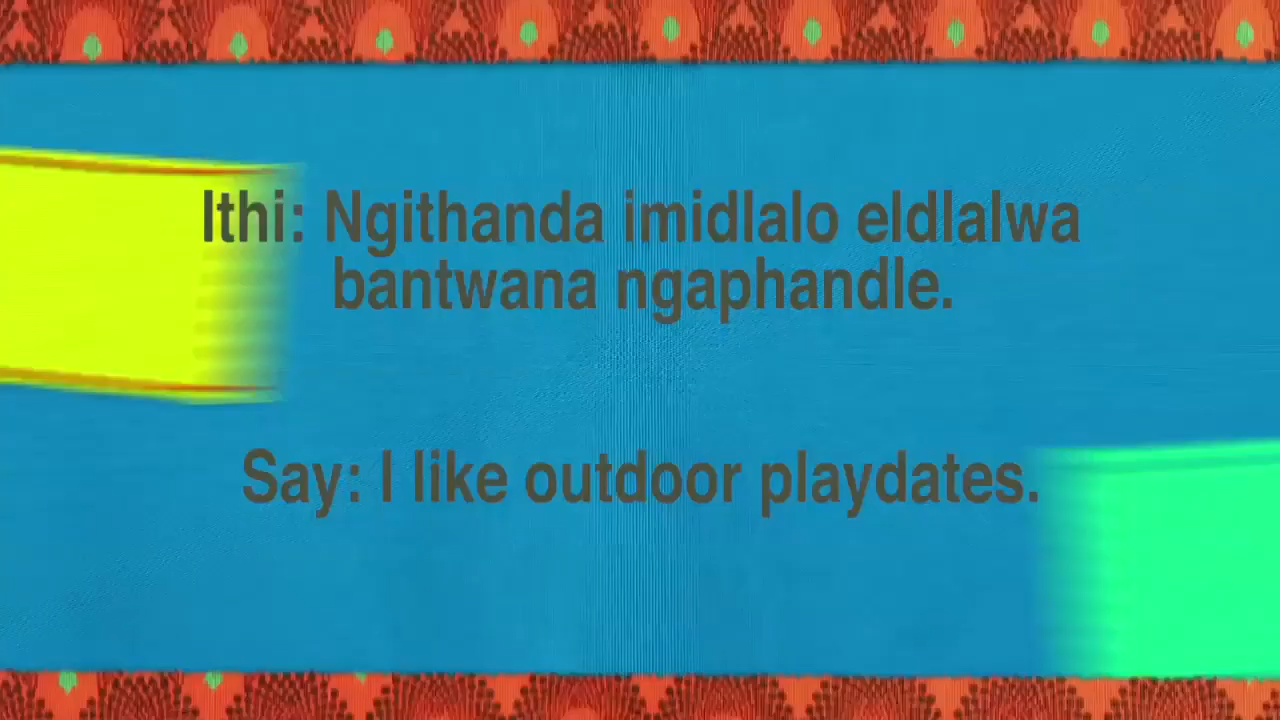 Ithi: Ngithanda imidlalo eldlalwa
bantwana ngaphandle.
Say: I like outdoor playdates.